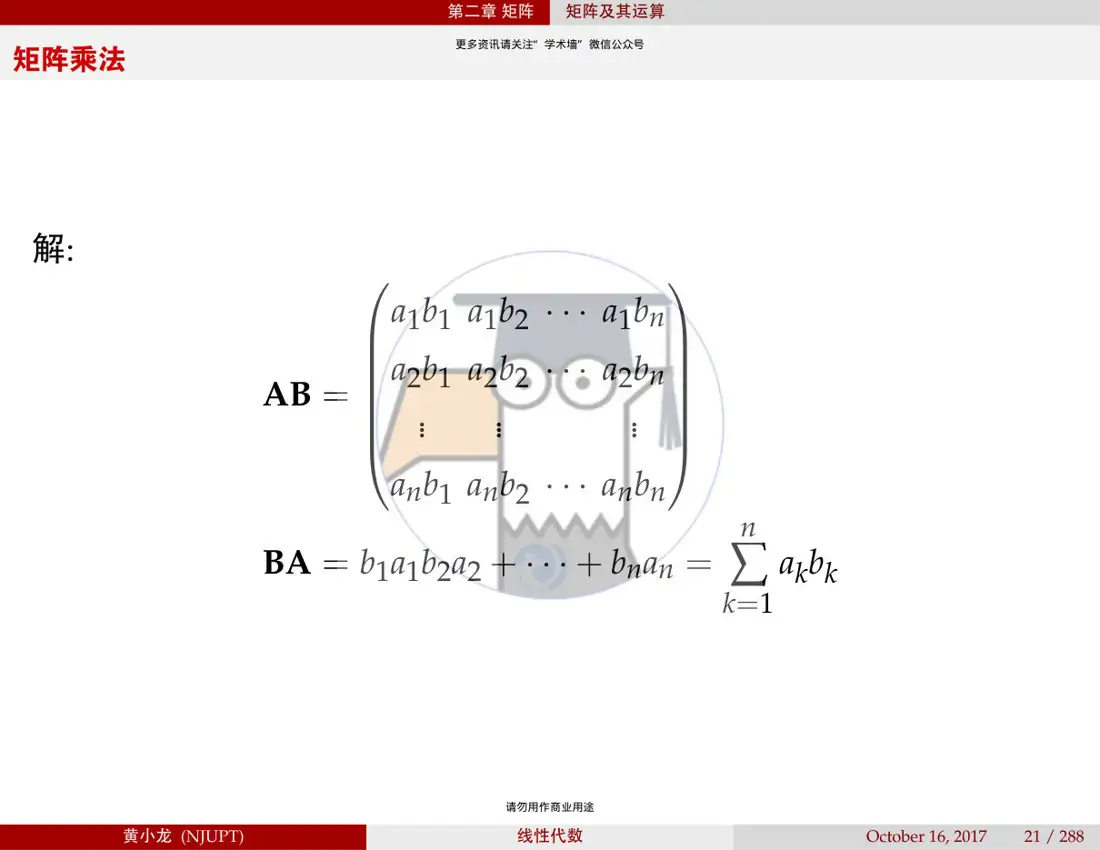 第二章 矩阵 矩阵及其运算
更多资讯请关注“学术墙”微信公众号
矩阵乘法
解:
a₁b₁ a₁b₂ ··· a₁bₙ
a₂b₁ a₂b₂ ··· a₂bₙ
AB =
⋮ ⋮ ⋮
aₙb₁ aₙb₂ ··· aₙbₙ
BA = b₁a₁b₂a₂ + ··· + bₙaₙ = ∑ₖ₌₁ⁿ aₖbₖ
请勿用作商业用途
黄小龙 (NJUPT) 线性代数 October 16, 2017 21 / 288